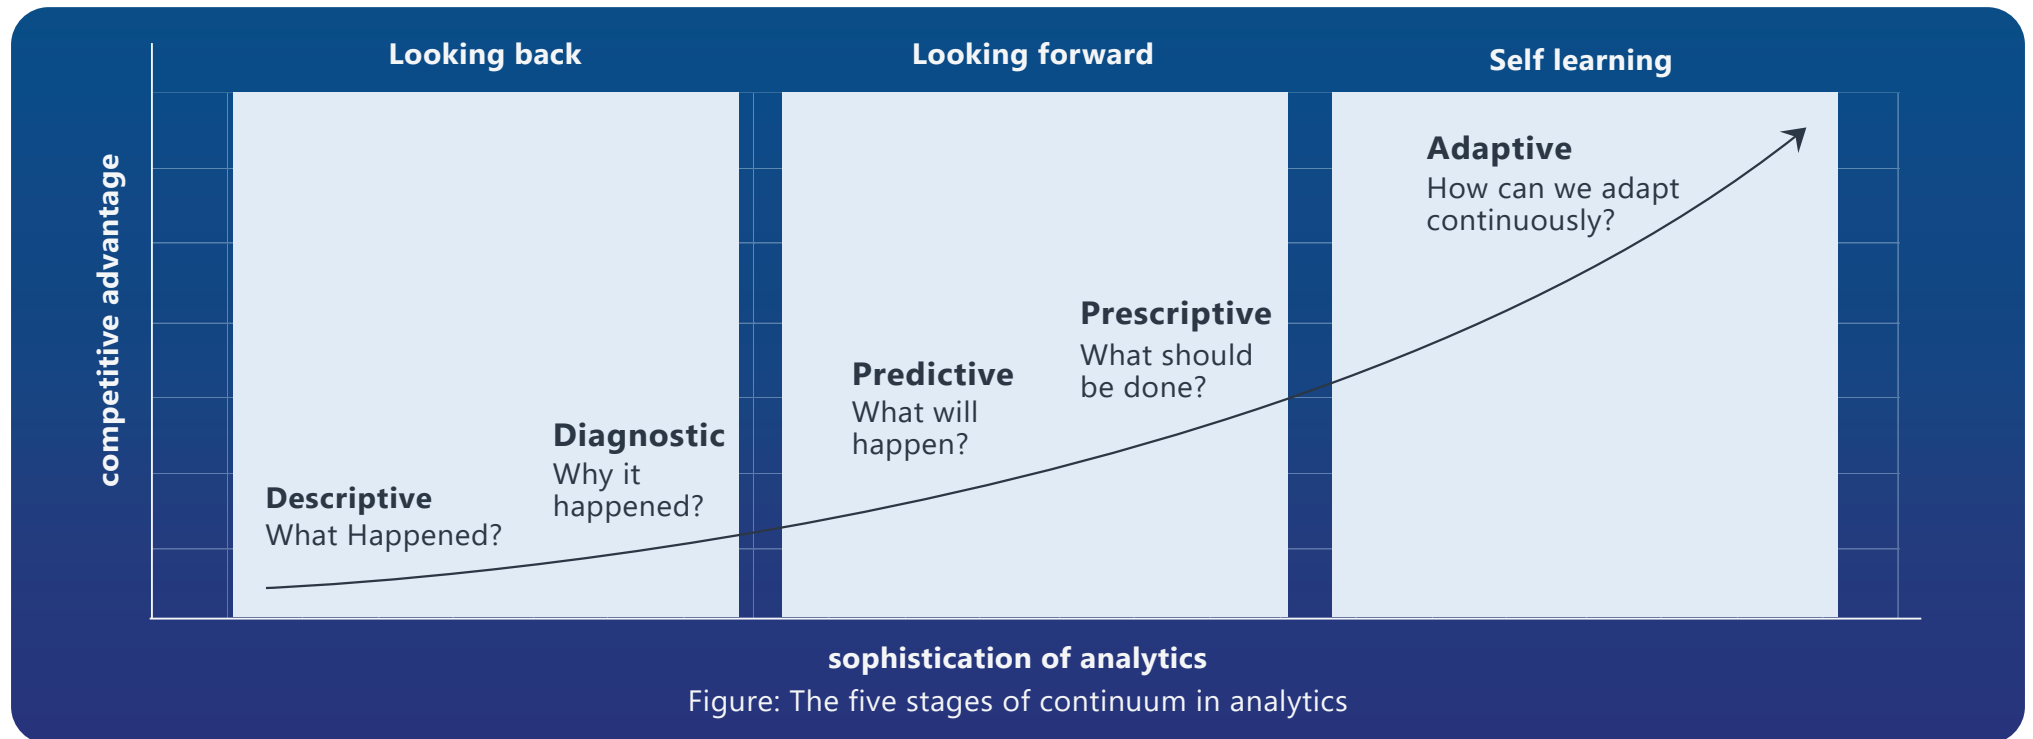 Looking back
Looking forward
Self learning
competitive advantage
Descriptive
What Happened?
Diagnostic
Why it
happened?
Predictive
What will
happen?
Prescriptive
What should
be done?
Adaptive
How can we adapt
continuously?
sophistication of analytics
Figure: The five stages of continuum in analytics